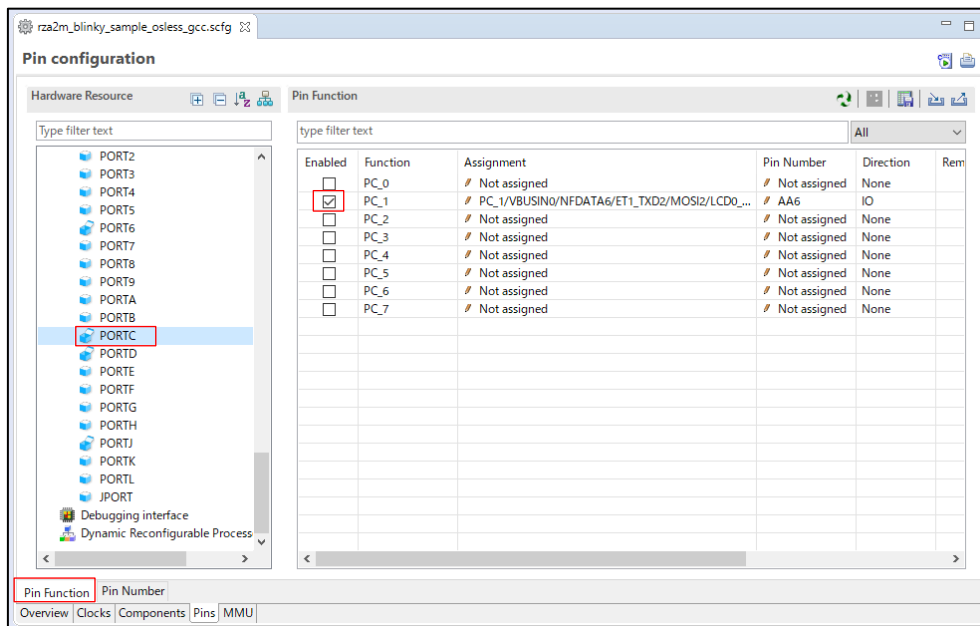 rza2m_blinky_sample_osless_gcc.scfg
Pin configuration
Hardware Resource
Type filter text
PORT2
PORT3
PORT4
PORT5
PORT6
PORT7
PORT8
PORT9
PORTA
PORTB
PORTC
PORTD
PORTE
PORTF
PORTG
PORTH
PORTJ
PORTK
PORTL
JPORT
Debugging interface
Dynamic Reconfigurable Process
Pin Function
type filter text All
Enabled Function Assignment Pin Number Direction Rem
PC_0 Not assigned Not assigned None
PC_1 PC_1/VBUSIN0/NFDATA6/ET1_TXD2/MOSI2/LCD0_... AA6 IO
PC_2 Not assigned Not assigned None
PC_3 Not assigned Not assigned None
PC_4 Not assigned Not assigned None
PC_5 Not assigned Not assigned None
PC_6 Not assigned Not assigned None
PC_7 Not assigned Not assigned None
Pin Function Pin Number
Overview Clocks Components Pins MMU